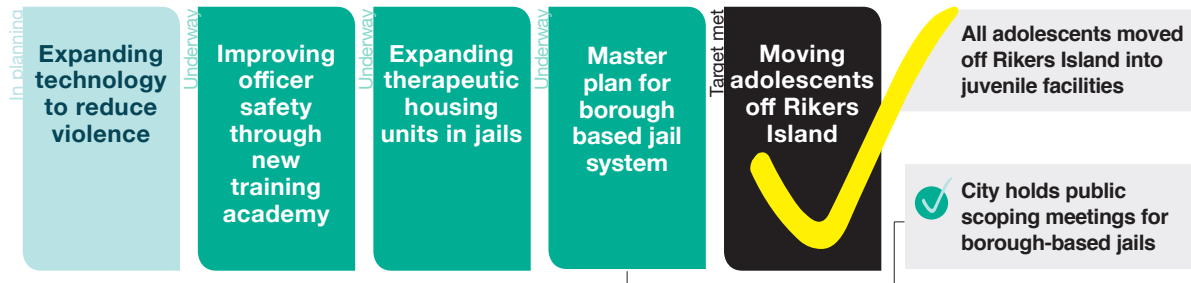 In planning
Expanding
technology
to reduce
violence
Underway
Improving
officer
safety
through
new
training
academy
Underway
Expanding
therapeutic
housing
units in jails
Underway
Master
plan for
borough
based jail
system
Target met
Moving
adolescents
off Rikers
Island
All adolescents moved
off Rikers Island into
juvenile facilities
City holds public
scoping meetings for
borough-based jails